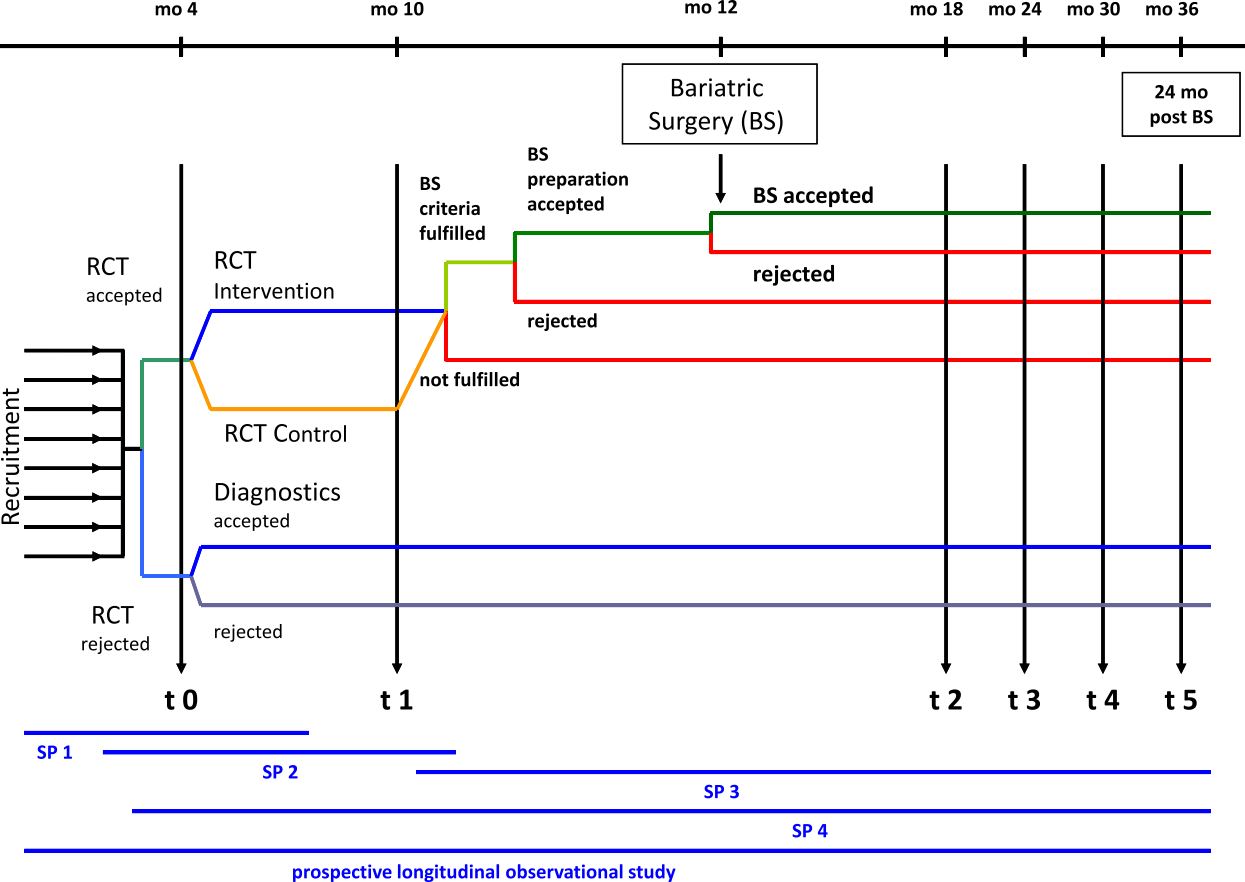 mo 4
mo 10
mo 12
mo 18
mo 24
mo 30
mo 36
Bariatric
Surgery (BS)
24 mo
post BS
BS
preparation
accepted
BS
criteria
fulfilled
BS accepted
rejected
rejected
not fulfilled
RCT
accepted
RCT
Intervention
RCT Control
Recruitment
Diagnostics
accepted
RCT
rejected
rejected
t 0
t 1
t 2
t 3
t 4
t 5
SP 1
SP 2
SP 3
SP 4
prospective longitudinal observational study